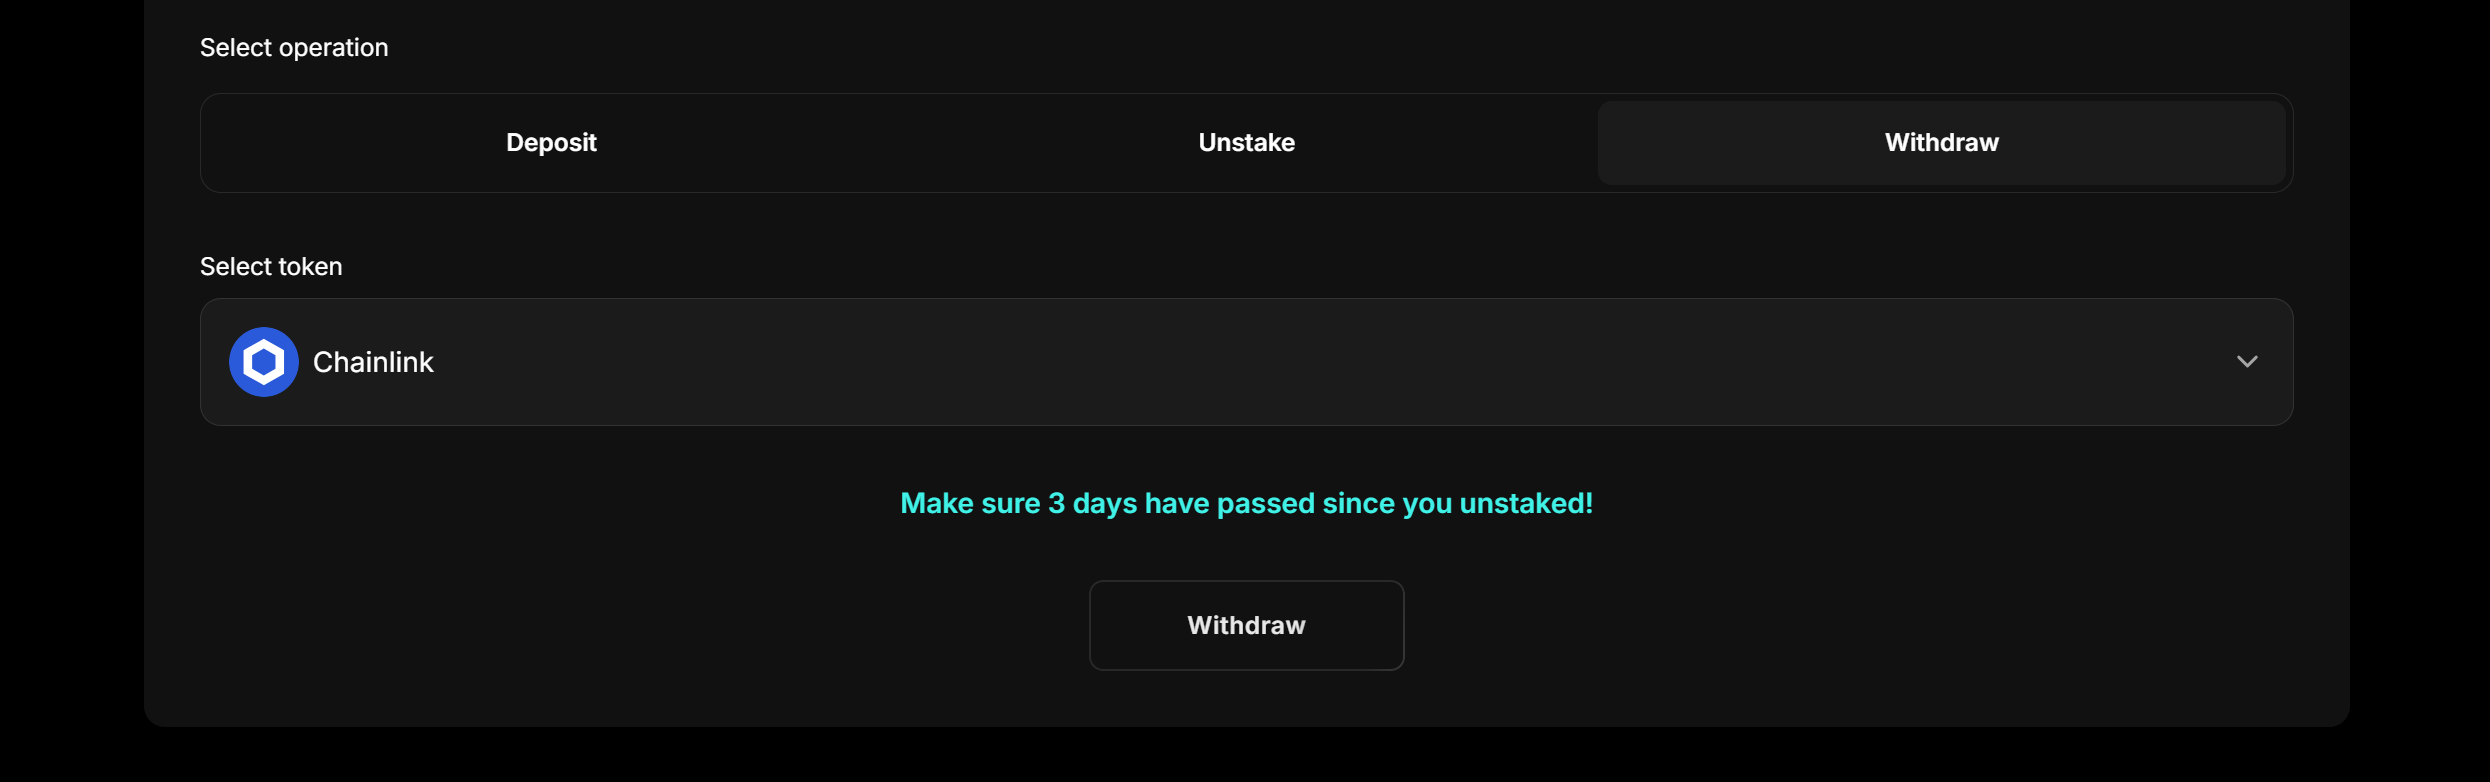 Select operation
Deposit Unstake Withdraw
Select token
Chainlink
Make sure 3 days have passed since you unstaked!
Withdraw